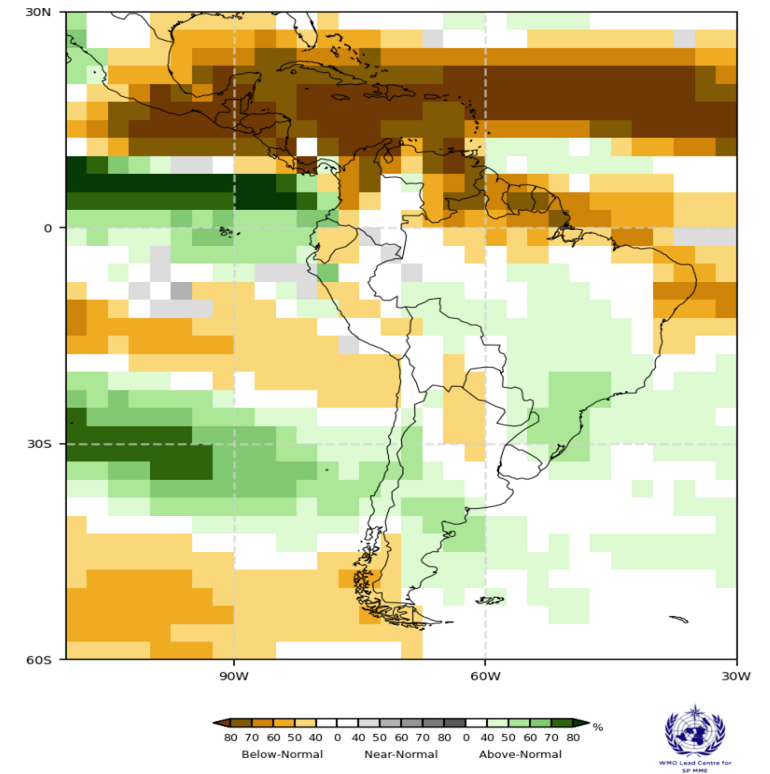 30N
0
30S
60S
90W
60W
30W
80 70 60 50 40 0 40 50 60 70 80 0 40 50 60 70 80 %
Below-Normal Near-Normal Above-Normal
WMO Lead Centre for
SP MME